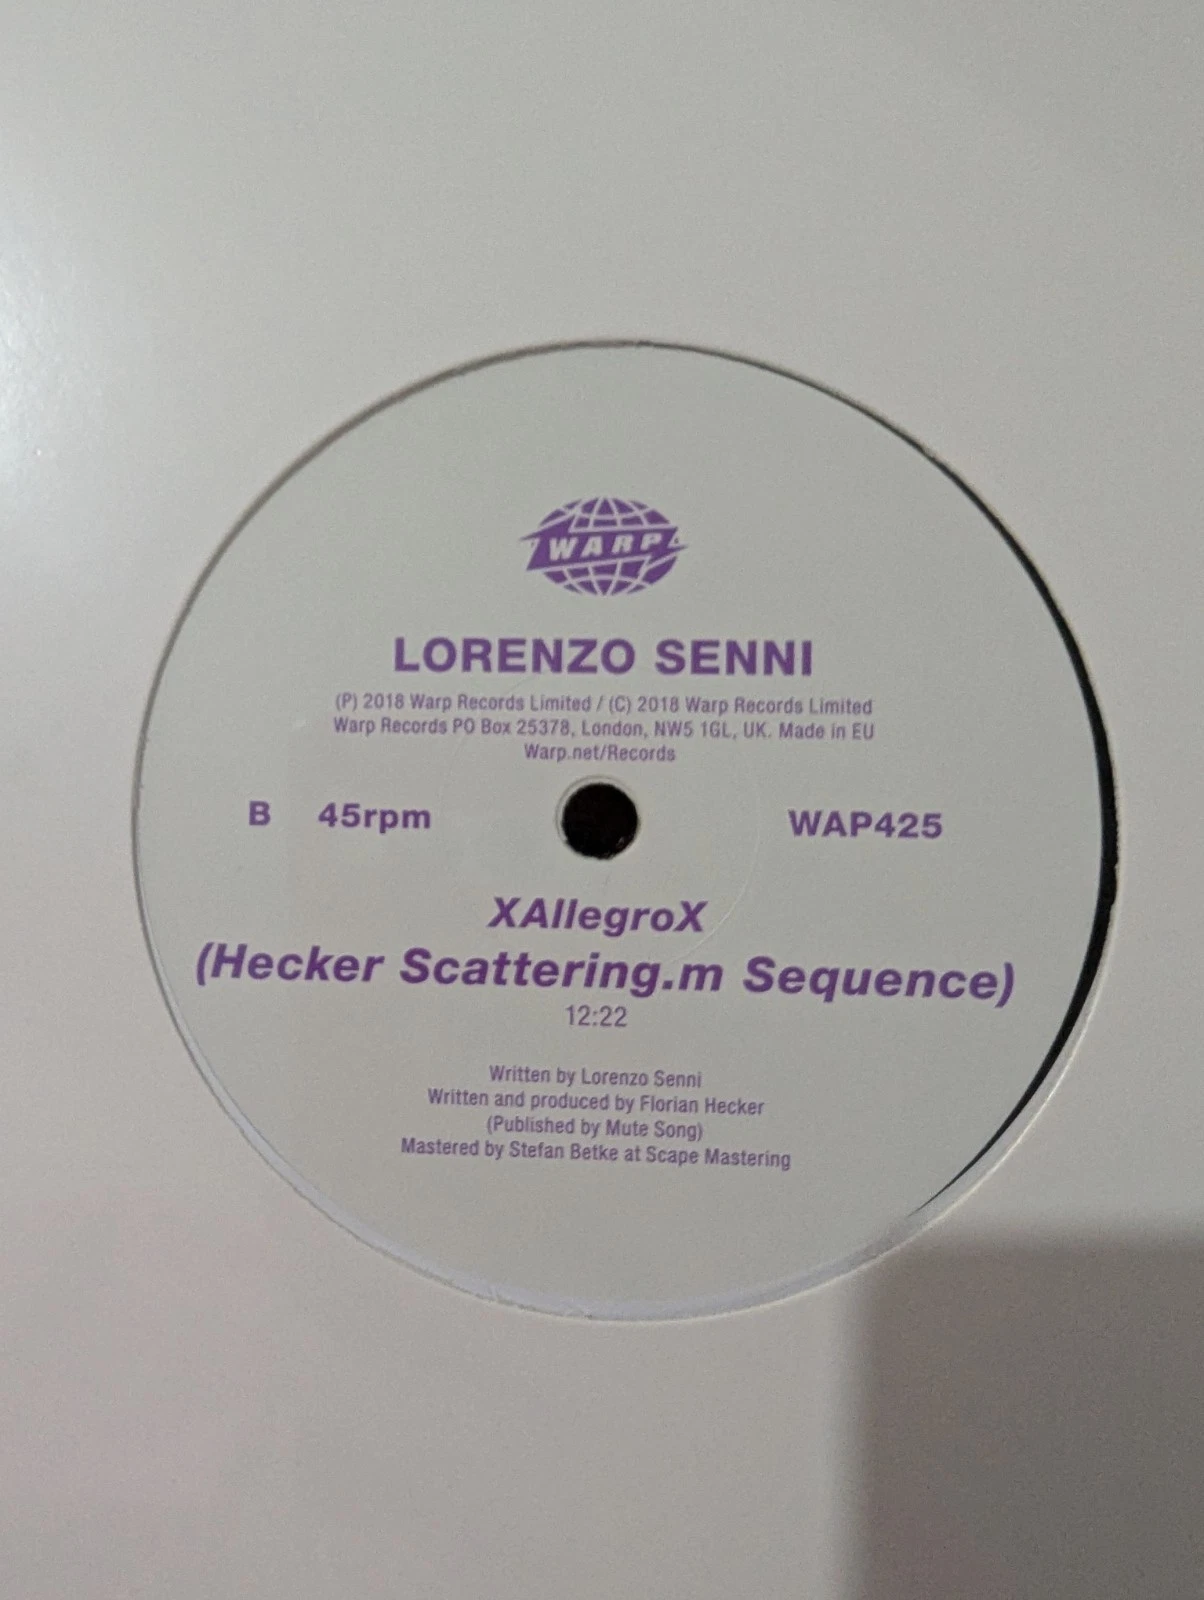 WARP
LORENZO SENNI
(P) 2018 Warp Records Limited / (C) 2018 Warp Records Limited
Warp Records PO Box 25378, London, NW5 1GL, UK. Made in EU
Warp.net/Records
B 45rpm WAP425
XAllegroX
(Hecker Scattering.m Sequence)
12:22
Written by Lorenzo Senni
Written and produced by Florian Hecker
(Published by Mute Song)
Mastered by Stefan Betke at Scape Mastering